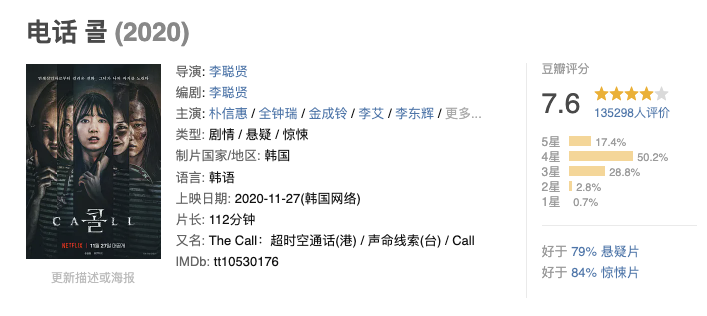 电话 콜 (2020)
导演: 李聪贤
编剧: 李聪贤
主演: 朴信惠 / 全钟瑞 / 金成铃 / 李艾 / 李东辉 / 更多...
类型: 剧情 / 悬疑 / 惊悚
制片国家/地区: 韩国
语言: 韩语
上映日期: 2020-11-27(韩国网络)
片长: 112分钟
又名: The Call：超时空通话(港) / 声命线索(台) / Call
IMDb: tt10530176
CA콜LL
NETFLIX | 11월 27일 대공개
更新描述或海报
豆瓣评分
7.6
135298人评价
5星 17.4%
4星 50.2%
3星 28.8%
2星 2.8%
1星 0.7%
好于 79% 悬疑片
好于 84% 惊悚片